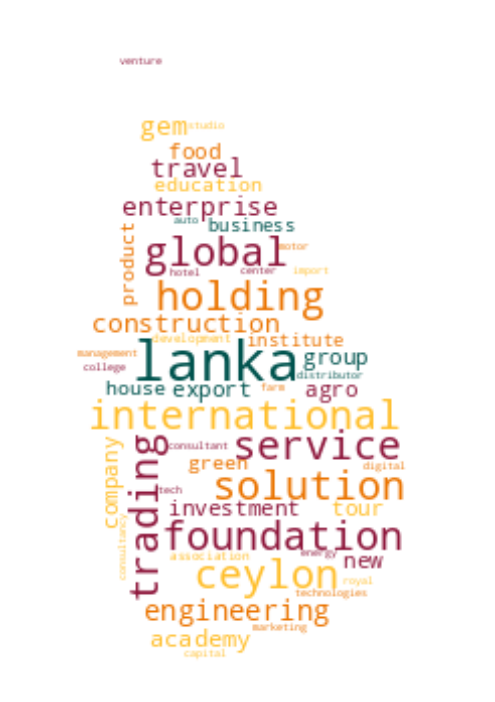 venture
gem studio
food
travel
education
enterprise
auto business
product
global motor
hotel center import
holding
construction
development institute
management lanka group
college distributor
house export farm agro
international
company trading consultant service
green digital
tech solution
investment tour
consultancy foundation
association energy new
ceylon royal
technologies
engineering
marketing
academy
capital